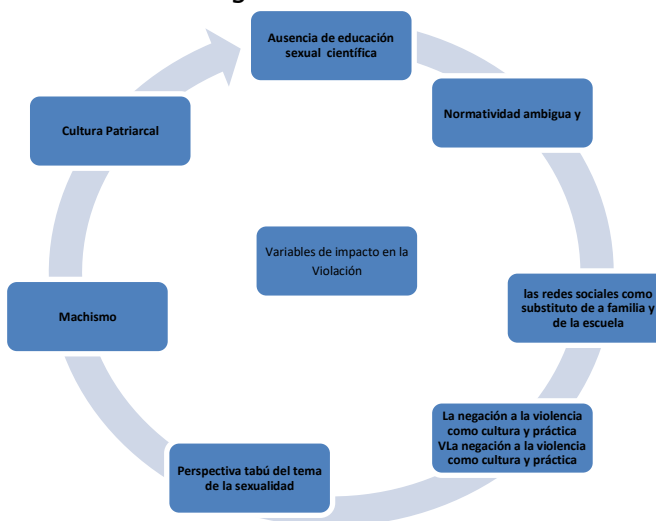 Ausencia de educación
sexual científica
Normatividad ambigua y
las redes sociales como
substituto de a familia y
de la escuela
La negación a la violencia
como cultura y práctica
VLa negación a la violencia
como cultura y práctica
Perspectiva tabú del tema
de la sexualidad
Machismo
Cultura Patriarcal
Variables de impacto en la
Violación